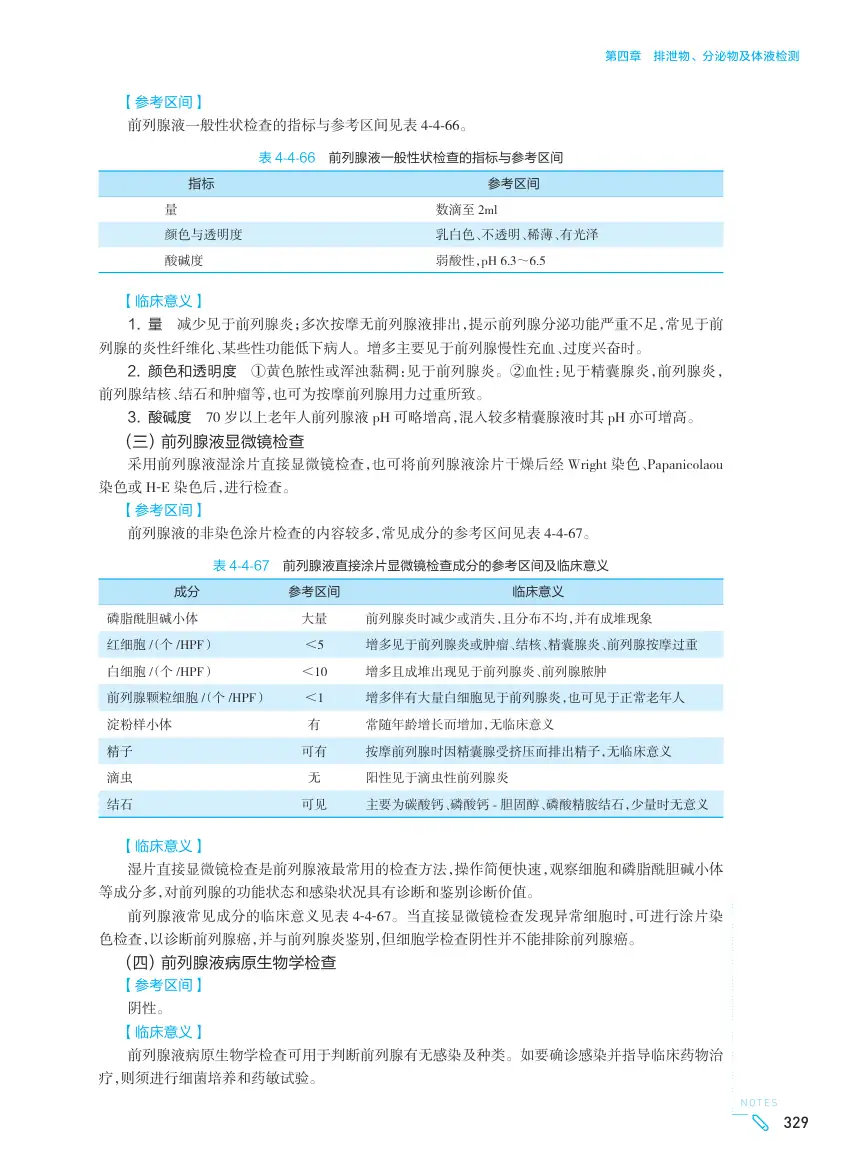 第四章 排泄物、分泌物及体液检测
【参考区间】
前列腺液一般性状检查的指标与参考区间见表 4-4-66。
表 4-4-66 前列腺液一般性状检查的指标与参考区间
指标 参考区间
量 数滴至 2ml
颜色与透明度 乳白色、不透明、稀薄、有光泽
酸碱度 弱酸性，pH 6.3～6.5
【临床意义】
1. 量 减少见于前列腺炎；多次按摩无前列腺液排出，提示前列腺分泌功能严重不足，常见于前
列腺的炎性纤维化、某些性功能低下病人。增多主要见于前列腺慢性充血、过度兴奋时。
2. 颜色和透明度 ①黄色脓性或浑浊黏稠：见于前列腺炎。②血性：见于精囊腺炎，前列腺炎，
前列腺结核、结石和肿瘤等，也可为按摩前列腺用力过重所致。
3. 酸碱度 70 岁以上老年人前列腺液 pH 可略增高，混入较多精囊腺液时其 pH 亦可增高。
（三）前列腺液显微镜检查
采用前列腺液湿涂片直接显微镜检查，也可将前列腺液涂片干燥后经 Wright 染色、Papanicolaou
染色或 H-E 染色后，进行检查。
【参考区间】
前列腺液的非染色涂片检查的内容较多，常见成分的参考区间见表 4-4-67。
表 4-4-67 前列腺液直接涂片显微镜检查成分的参考区间及临床意义
成分 参考区间 临床意义
磷脂酰胆碱小体 大量 前列腺炎时减少或消失，且分布不均，并有成堆现象
红细胞 /（个 /HPF） ＜5 增多见于前列腺炎或肿瘤、结核、精囊腺炎、前列腺按摩过重
白细胞 /（个 /HPF） ＜10 增多且成堆出现见于前列腺炎、前列腺脓肿
前列腺颗粒细胞 /（个 /HPF） ＜1 增多伴有大量白细胞见于前列腺炎，也可见于正常老年人
淀粉样小体 有 常随年龄增长而增加，无临床意义
精子 可有 按摩前列腺时因精囊腺受挤压而排出精子，无临床意义
滴虫 无 阳性见于滴虫性前列腺炎
结石 可见 主要为碳酸钙、磷酸钙 - 胆固醇、磷酸精胺结石，少量时无意义
【临床意义】
湿片直接显微镜检查是前列腺液最常用的检查方法，操作简便快速，观察细胞和磷脂酰胆碱小体
等成分多，对前列腺的功能状态和感染状况具有诊断和鉴别诊断价值。
前列腺液常见成分的临床意义见表 4-4-67。当直接显微镜检查发现异常细胞时，可进行涂片染
色检查，以诊断前列腺癌，并与前列腺炎鉴别，但细胞学检查阴性并不能排除前列腺癌。
（四）前列腺液病原生物学检查
【参考区间】
阴性。
【临床意义】
前列腺液病原生物学检查可用于判断前列腺有无感染及种类。如要确诊感染并指导临床药物治
疗，则须进行细菌培养和药敏试验。
NOTES
329